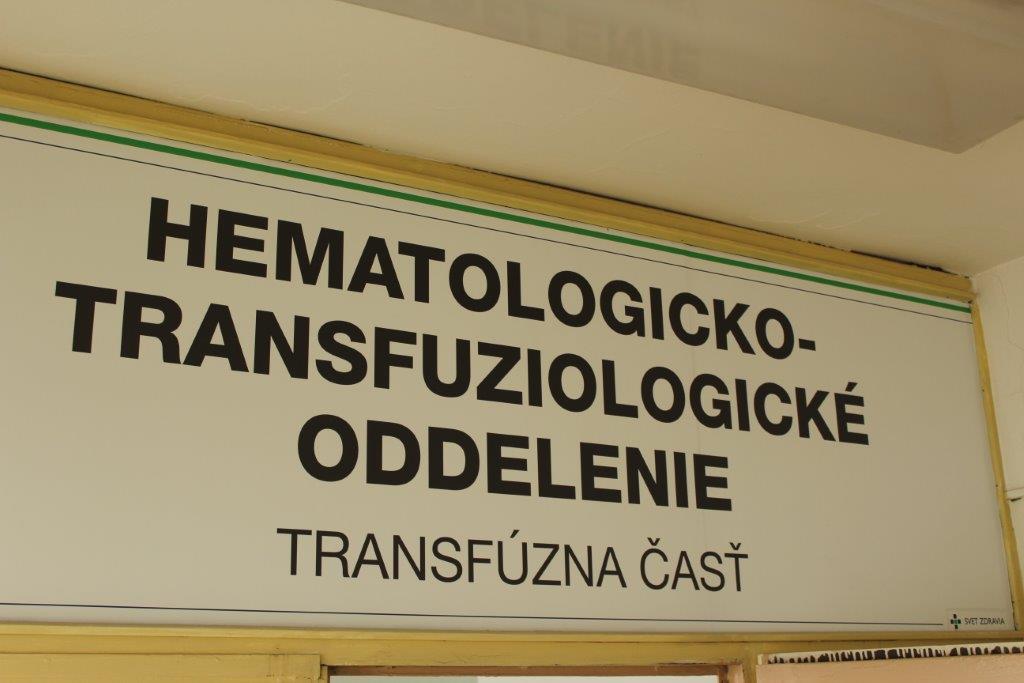 HEMATOLOGICKO-
TRANSFUZIOLOGICKÉ
ODDELENIE
TRANSFÚZNA ČASŤ
SVET ZDRAVIA